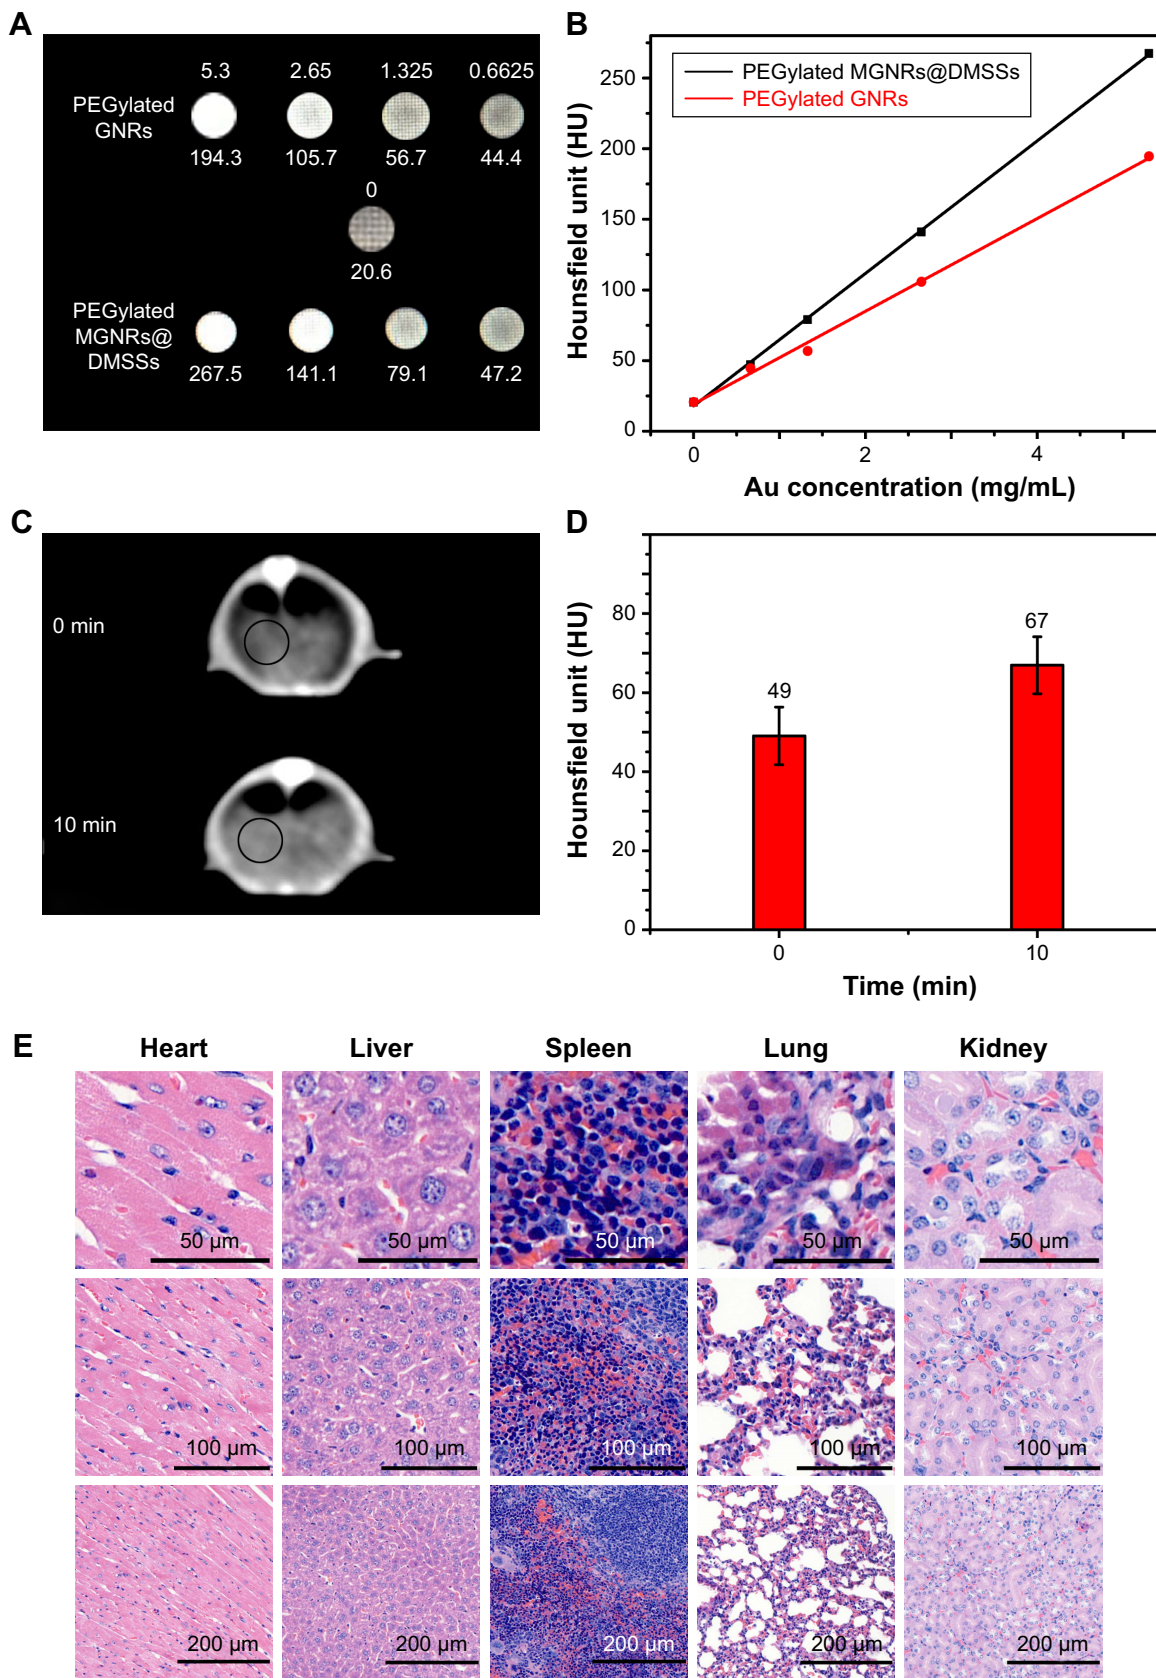 A
5.3 2.65 1.325 0.6625
PEGylated
GNRs
194.3 105.7 56.7 44.4
0
20.6
PEGylated
MGNRs@
DMSSs
267.5 141.1 79.1 47.2
B
PEGylated MGNRs@DMSSs
PEGylated GNRs
Hounsfield unit (HU)
250
200
150
100
50
0
0 2 4
Au concentration (mg/mL)
C
0 min
10 min
D
Hounsfield unit (HU)
80
60
40
20
0
49
67
0 10
Time (min)
E
Heart Liver Spleen Lung Kidney
50 µm 50 µm 50 µm 50 µm 50 µm
100 µm 100 µm 100 µm 100 µm 100 µm
200 µm 200 µm 200 µm 200 µm 200 µm